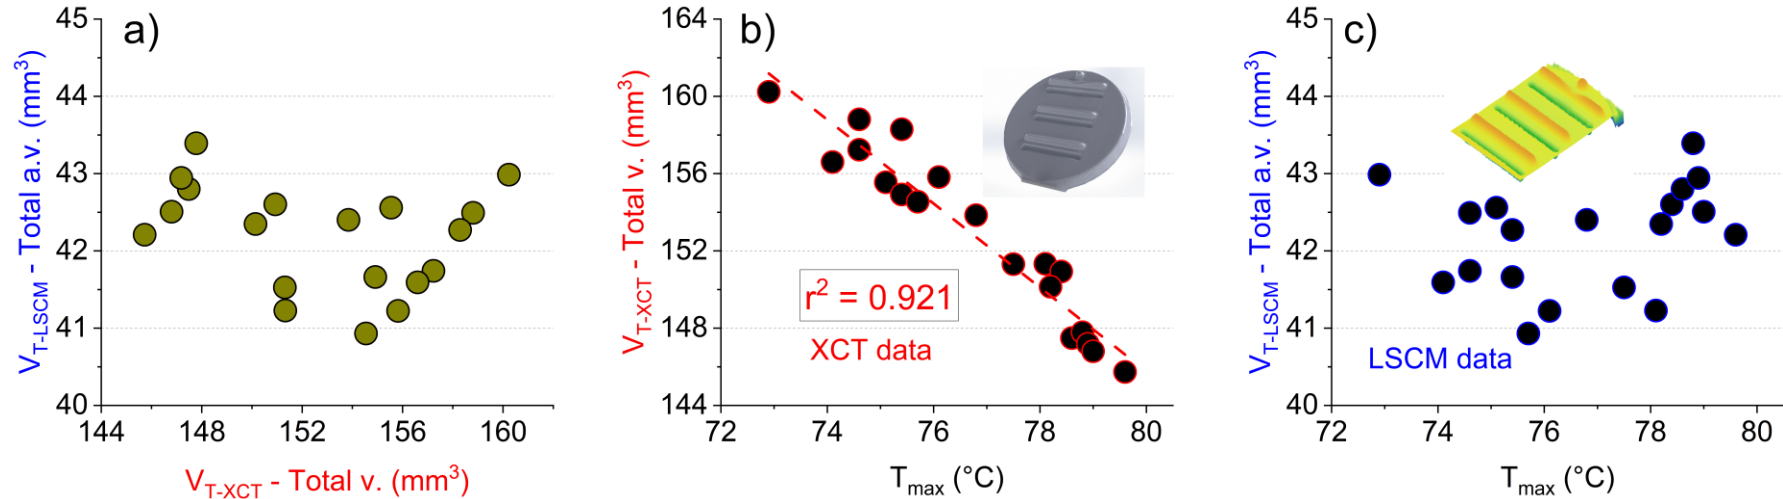 a)
45
44
43
42
41
40
V_T-LSCM - Total a.v. (mm³)
144 148 152 156 160
V_T-XCT - Total v. (mm³)
b)
164
160
156
152
148
144
V_T-XCT - Total v. (mm³)
r² = 0.921
XCT data
72 74 76 78 80
T_max (°C)
c)
45
44
43
42
41
40
V_T-LSCM - Total a.v. (mm³)
LSCM data
72 74 76 78 80
T_max (°C)